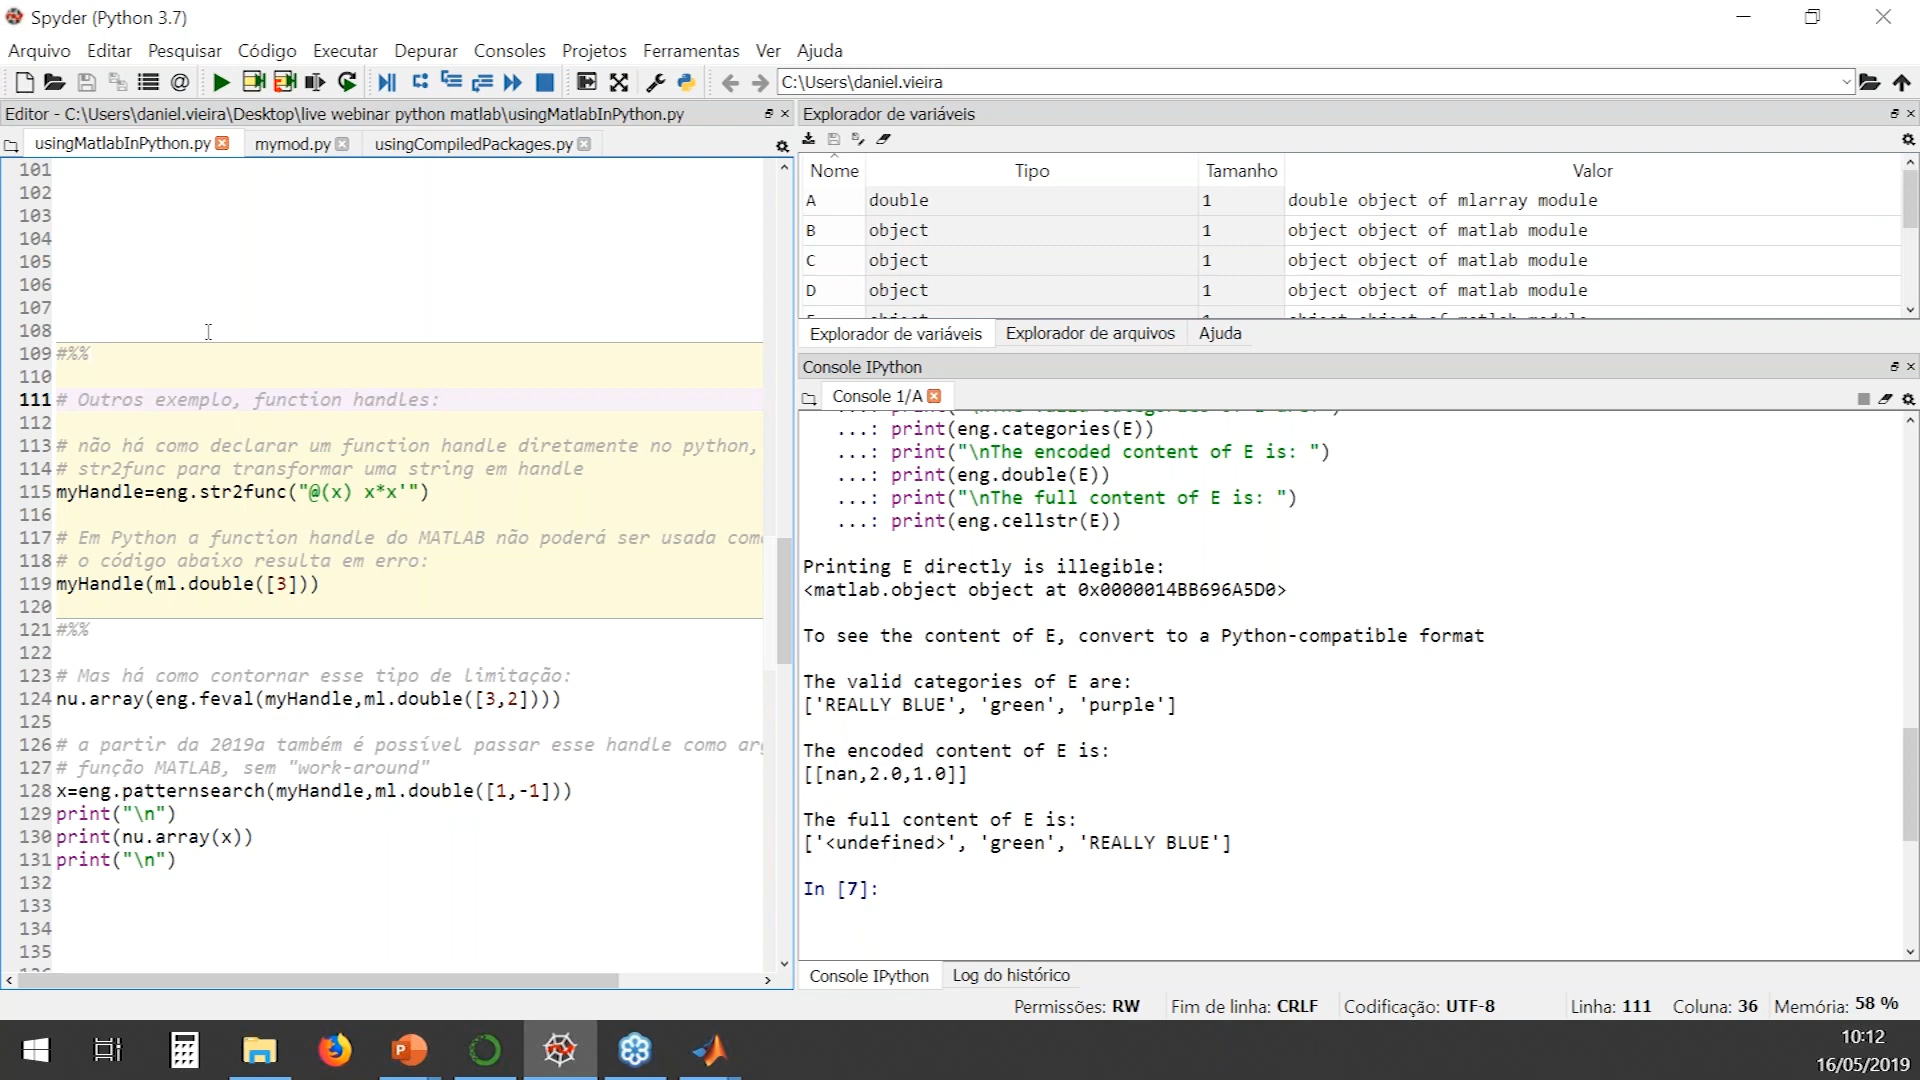 Spyder (Python 3.7)
Arquivo Editar Pesquisar Código Executar Depurar Consoles Projetos Ferramentas Ver Ajuda
C:\Users\daniel.vieira
Editor - C:\Users\daniel.vieira\Desktop\live webinar python matlab\usingMatlabInPython.py
usingMatlabInPython.py mymod.py usingCompiledPackages.py
101
102
103
104
105
106
107
108
109 #%%
110
111 # Outros exemplo, function handles:
112
113 # não há como declarar um function handle diretamente no python,
114 # str2func para transformar uma string em handle
115 myHandle=eng.str2func("@(x) x*x'")
116
117 # Em Python a function handle do MATLAB não poderá ser usada com
118 # o código abaixo resulta em erro:
119 myHandle(ml.double([3]))
120
121 #%%
122
123 # Mas há como contornar esse tipo de limitação:
124 nu.array(eng.feval(myHandle,ml.double([3,2])))
125
126 # a partir da 2019a também é possível passar esse handle como ar
127 # função MATLAB, sem "work-around"
128 x=eng.patternsearch(myHandle,ml.double([1,-1]))
129 print("\n")
130 print(nu.array(x))
131 print("\n")
132
133
134
135
Explorador de variáveis
Nome Tipo Tamanho Valor
A double 1 double object of mlarray module
B object 1 object object of matlab module
C object 1 object object of matlab module
D object 1 object object of matlab module
Explorador de variáveis Explorador de arquivos Ajuda
Console IPython
Console 1/A
...: print("\nThe valid categories of E are:")
...: print(eng.categories(E))
...: print("\nThe encoded content of E is: ")
...: print(eng.double(E))
...: print("\nThe full content of E is: ")
...: print(eng.cellstr(E))
Printing E directly is illegible:
<matlab.object object at 0x0000014BB696A5D0>
To see the content of E, convert to a Python-compatible format
The valid categories of E are:
['REALLY BLUE', 'green', 'purple']
The encoded content of E is:
[[nan,2.0,1.0]]
The full content of E is:
['<undefined>', 'green', 'REALLY BLUE']
In [7]:
Console IPython Log do histórico
Permissões: RW Fim de linha: CRLF Codificação: UTF-8 Linha: 111 Coluna: 36 Memória: 58 %
10:12
16/05/2019